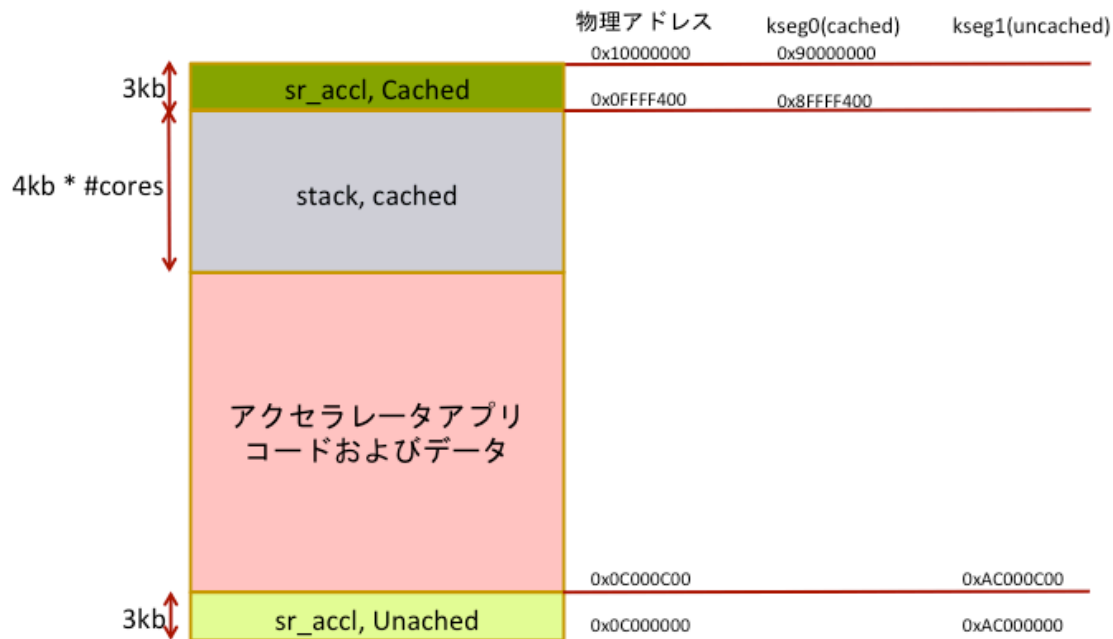 物理アドレス kseg0(cached) kseg1(uncached)
0x10000000 0x90000000
3kb
sr_accl, Cached
0x0FFFF400 0x8FFFF400
4kb * #cores
stack, cached
アクセラレータアプリ
コードおよびデータ
0x0C000C00 0xAC000C00
3kb
sr_accl, Unached
0x0C000000 0xAC000000